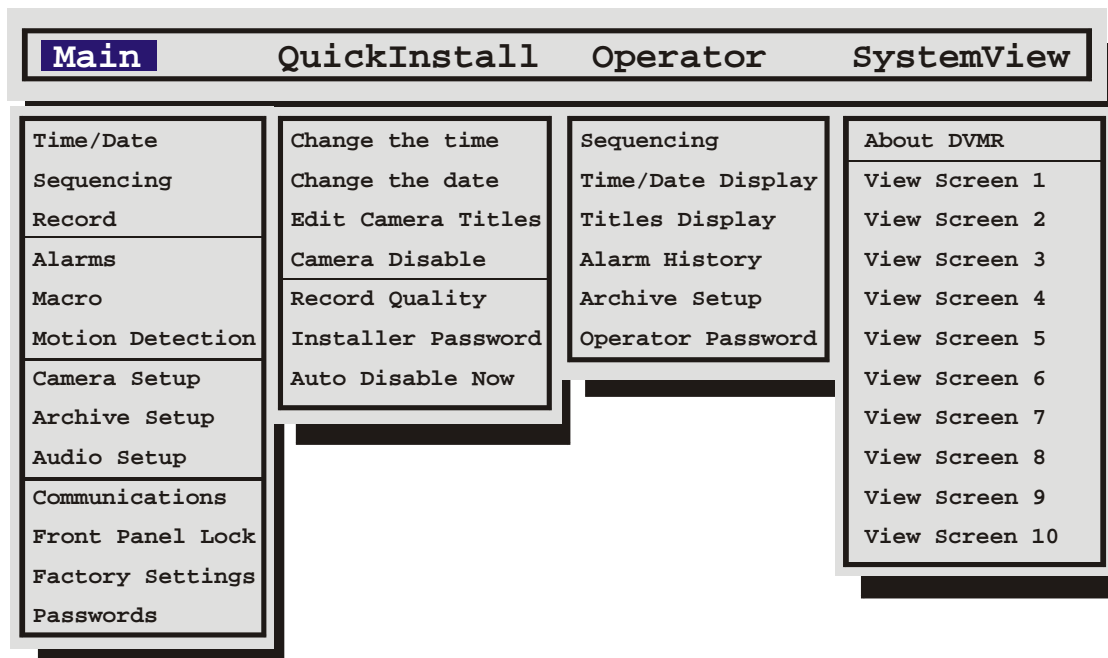 Main QuickInstall Operator SystemView
Time/Date
Sequencing
Record
Alarms
Macro
Motion Detection
Camera Setup
Archive Setup
Audio Setup
Communications
Front Panel Lock
Factory Settings
Passwords
Change the time
Change the date
Edit Camera Titles
Camera Disable
Record Quality
Installer Password
Auto Disable Now
Sequencing
Time/Date Display
Titles Display
Alarm History
Archive Setup
Operator Password
About DVMR
View Screen 1
View Screen 2
View Screen 3
View Screen 4
View Screen 5
View Screen 6
View Screen 7
View Screen 8
View Screen 9
View Screen 10